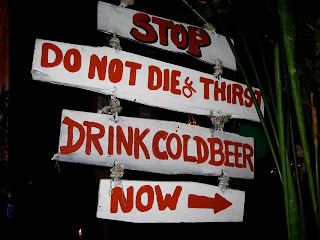 STOP
DO NOT DIE of THIRST
DRINK COLD BEER
NOW →